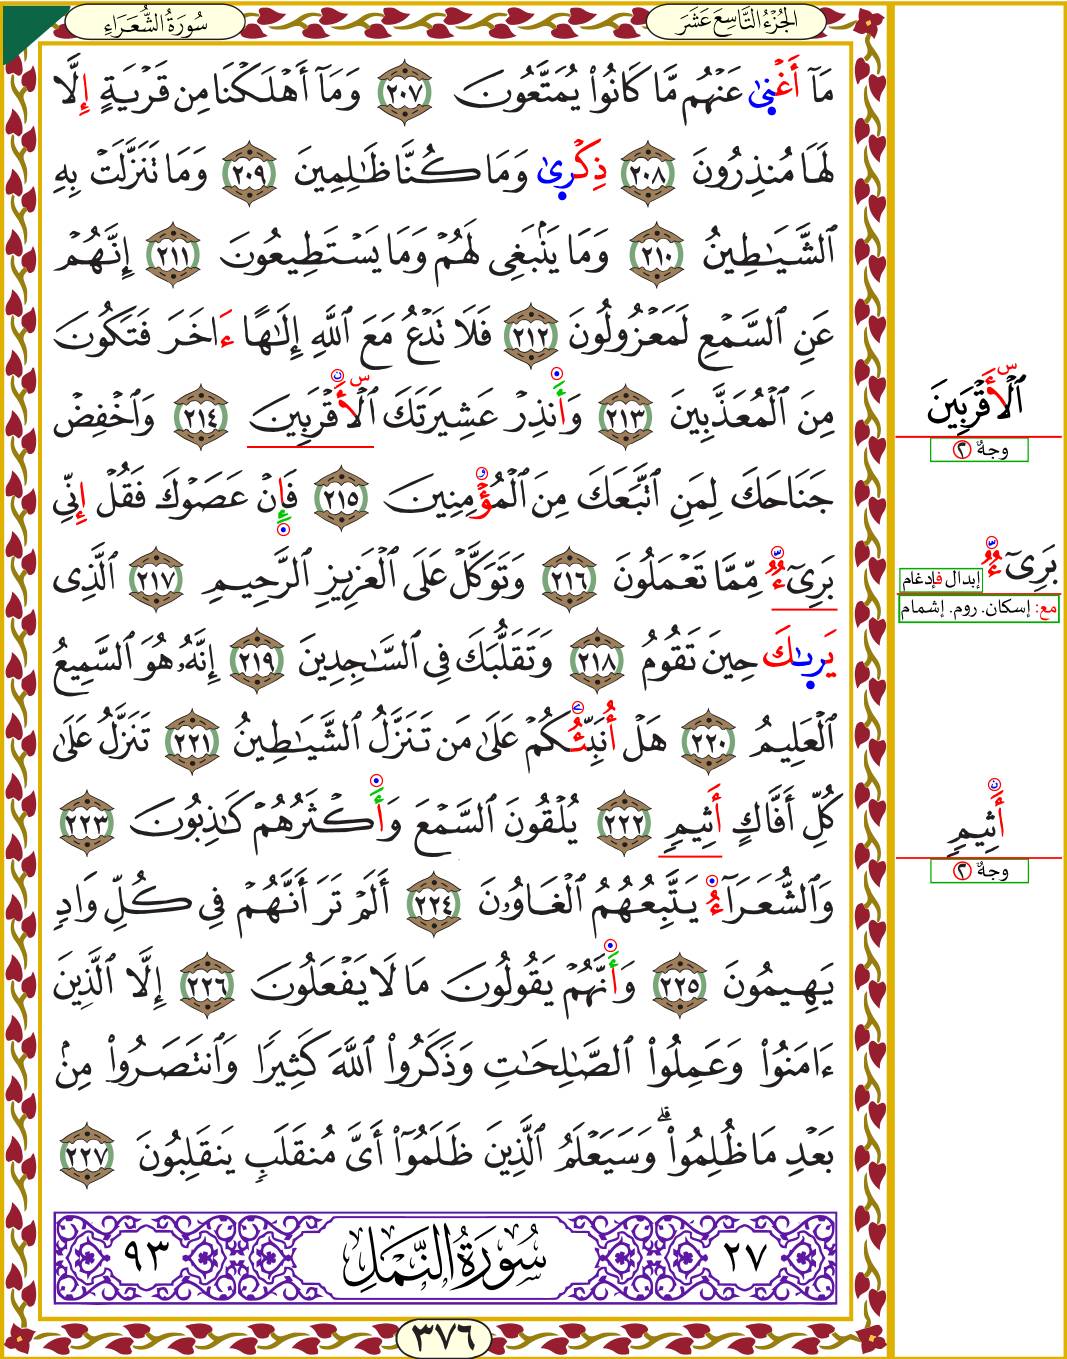 الجُزْءُ التَّاسِعَ عَشَرَ
سُورَةُ الشُّعَرَاءِ
مَآ أَغْنِىٰ عَنْهُم مَّا كَانُوا۟ يُمَتَّعُونَ ٢٠٧ وَمَآ أَهْلَكْنَا مِن قَرْيَةٍ إِلَّا
لَهَا مُنذِرُونَ ٢٠٨ ذِكْرِىٰ وَمَا كُنَّا ظَٰلِمِينَ ٢٠٩ وَمَا تَنَزَّلَتْ بِهِ
ٱلشَّيَٰطِينُ ٢١٠ وَمَا يَنۢبَغِى لَهُمْ وَمَا يَسْتَطِيعُونَ ٢١١ إِنَّهُمْ
عَنِ ٱلسَّمْعِ لَمَعْزُولُونَ ٢١٢ فَلَا تَدْعُ مَعَ ٱللَّهِ إِلَٰهًا ءَاخَرَ فَتَكُونَ
مِنَ ٱلْمُعَذَّبِينَ ٢١٣ وَأَنذِرْ عَشِيرَتَكَ ٱلْأَقْرَبِينَ ٢١٤ وَٱخْفِضْ
جَنَاحَكَ لِمَنِ ٱتَّبَعَكَ مِنَ ٱلْمُؤْمِنِينَ ٢١٥ فَإِنْ عَصَوْكَ فَقُلْ إِنِّى
بَرِىٓءٌ مِّمَّا تَعْمَلُونَ ٢١٦ وَتَوَكَّلْ عَلَى ٱلْعَزِيزِ ٱلرَّحِيمِ ٢١٧ ٱلَّذِى
يَرِىٰكَ حِينَ تَقُومُ ٢١٨ وَتَقَلُّبَكَ فِى ٱلسَّٰجِدِينَ ٢١٩ إِنَّهُۥ هُوَ ٱلسَّمِيعُ
ٱلْعَلِيمُ ٢٢٠ هَلْ أُنَبِّئُكُمْ عَلَىٰ مَن تَنَزَّلُ ٱلشَّيَٰطِينُ ٢٢١ تَنَزَّلُ عَلَىٰ
كُلِّ أَفَّاكٍ أَثِيمٍ ٢٢٢ يُلْقُونَ ٱلسَّمْعَ وَأَكْثَرُهُمْ كَٰذِبُونَ ٢٢٣
وَٱلشُّعَرَآءُ يَتَّبِعُهُمُ ٱلْغَاوُۥنَ ٢٢٤ أَلَمْ تَرَ أَنَّهُمْ فِى كُلِّ وَادٍ
يَهِيمُونَ ٢٢٥ وَأَنَّهُمْ يَقُولُونَ مَا لَا يَفْعَلُونَ ٢٢٦ إِلَّا ٱلَّذِينَ
ءَامَنُوا۟ وَعَمِلُوا۟ ٱلصَّٰلِحَٰتِ وَذَكَرُوا۟ ٱللَّهَ كَثِيرًا وَٱنتَصَرُوا۟ مِنۢ
بَعْدِ مَا ظُلِمُوا۟ ۗ وَسَيَعْلَمُ ٱلَّذِينَ ظَلَمُوٓا۟ أَىَّ مُنقَلَبٍ يَنقَلِبُونَ ٢٢٧
٢٧ سُورَةُ النَّمْلِ ٩٣
٣٧٦
ٱلْأَقْرَبِينَ
وجهٌ ٢
بَرِىٓءٌ
إبدال فإدغام
مع: إسكان. روم. إشمام
أَثِيمٍ
وجهٌ ٢